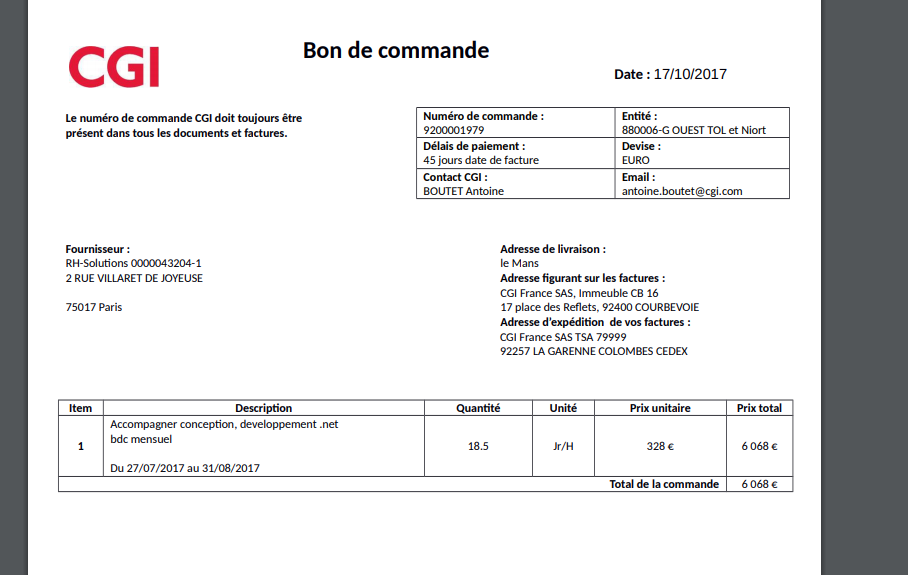 CGI
Bon de commande
Date : 17/10/2017
Le numéro de commande CGI doit toujours être
présent dans tous les documents et factures.
Numéro de commande :
9200001979
Entité :
880006-G OUEST TOL et Niort
Délais de paiement :
45 jours date de facture
Devise :
EURO
Contact CGI :
BOUTET Antoine
Email :
antoine.boutet@cgi.com
Fournisseur :
RH-Solutions 0000043204-1
2 RUE VILLARET DE JOYEUSE
75017 Paris
Adresse de livraison :
le Mans
Adresse figurant sur les factures :
CGI France SAS, Immeuble CB 16
17 place des Reflets, 92400 COURBEVOIE
Adresse d’expédition de vos factures :
CGI France SAS TSA 79999
92257 LA GARENNE COLOMBES CEDEX
Item Description Quantité Unité Prix unitaire Prix total
Accompagner conception, developpement .net
bdc mensuel
1 18.5 Jr/H 328 € 6 068 €
Du 27/07/2017 au 31/08/2017
Total de la commande 6 068 €